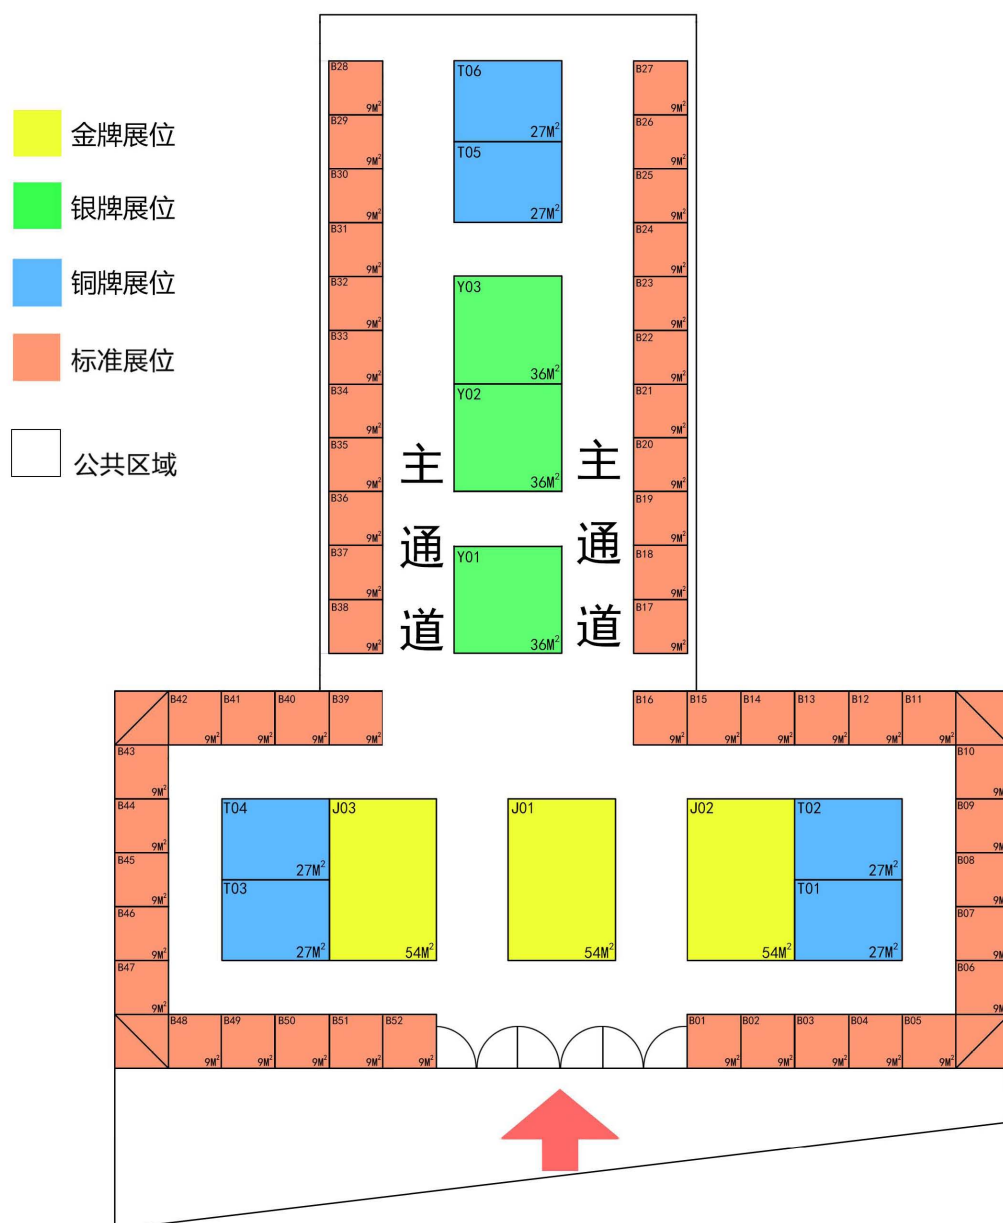 金牌展位
银牌展位
铜牌展位
标准展位
公共区域
B28
9M²
B29
9M²
B30
9M²
B31
9M²
B32
9M²
B33
9M²
B34
9M²
B35
9M²
B36
9M²
B37
9M²
B38
9M²
T06
27M²
T05
27M²
Y03
36M²
Y02
36M²
Y01
36M²
主通道
主通道
B27
9M²
B26
9M²
B25
9M²
B24
9M²
B23
9M²
B22
9M²
B21
9M²
B20
9M²
B19
9M²
B18
9M²
B17
9M²
B42
9M²
B41
9M²
B40
9M²
B39
9M²
B16
9M²
B15
9M²
B14
9M²
B13
9M²
B12
9M²
B11
9M²
B43
9M²
B44
9M²
B45
9M²
B46
9M²
B47
9M²
T04
27M²
T03
27M²
J03
54M²
J01
54M²
J02
54M²
T02
27M²
T01
27M²
B10
9M
B09
9M
B08
9M
B07
9M
B06
9M
B48
9M²
B49
9M²
B50
9M²
B51
9M²
B52
9M²
B01
9M²
B02
9M²
B03
9M²
B04
9M²
B05
9M²